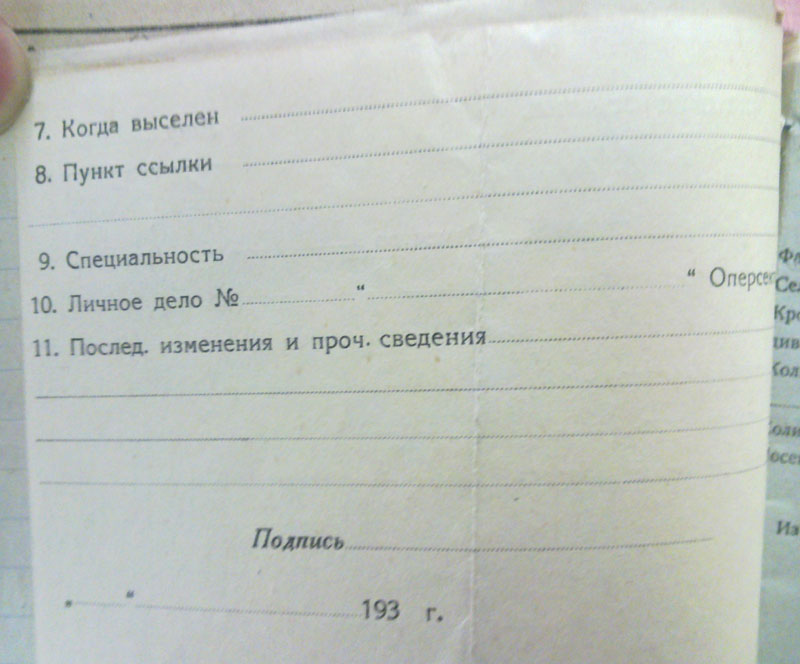 7. Когда выселен
8. Пункт ссылки
9. Специальность
10. Личное дело № “ “
11. Послед. изменения и проч. сведения
Подпись
„ “ 193 г.
Из